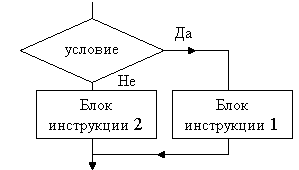 Да
условие
Не
Блок
инструкции 2
Блок
инструкции 1